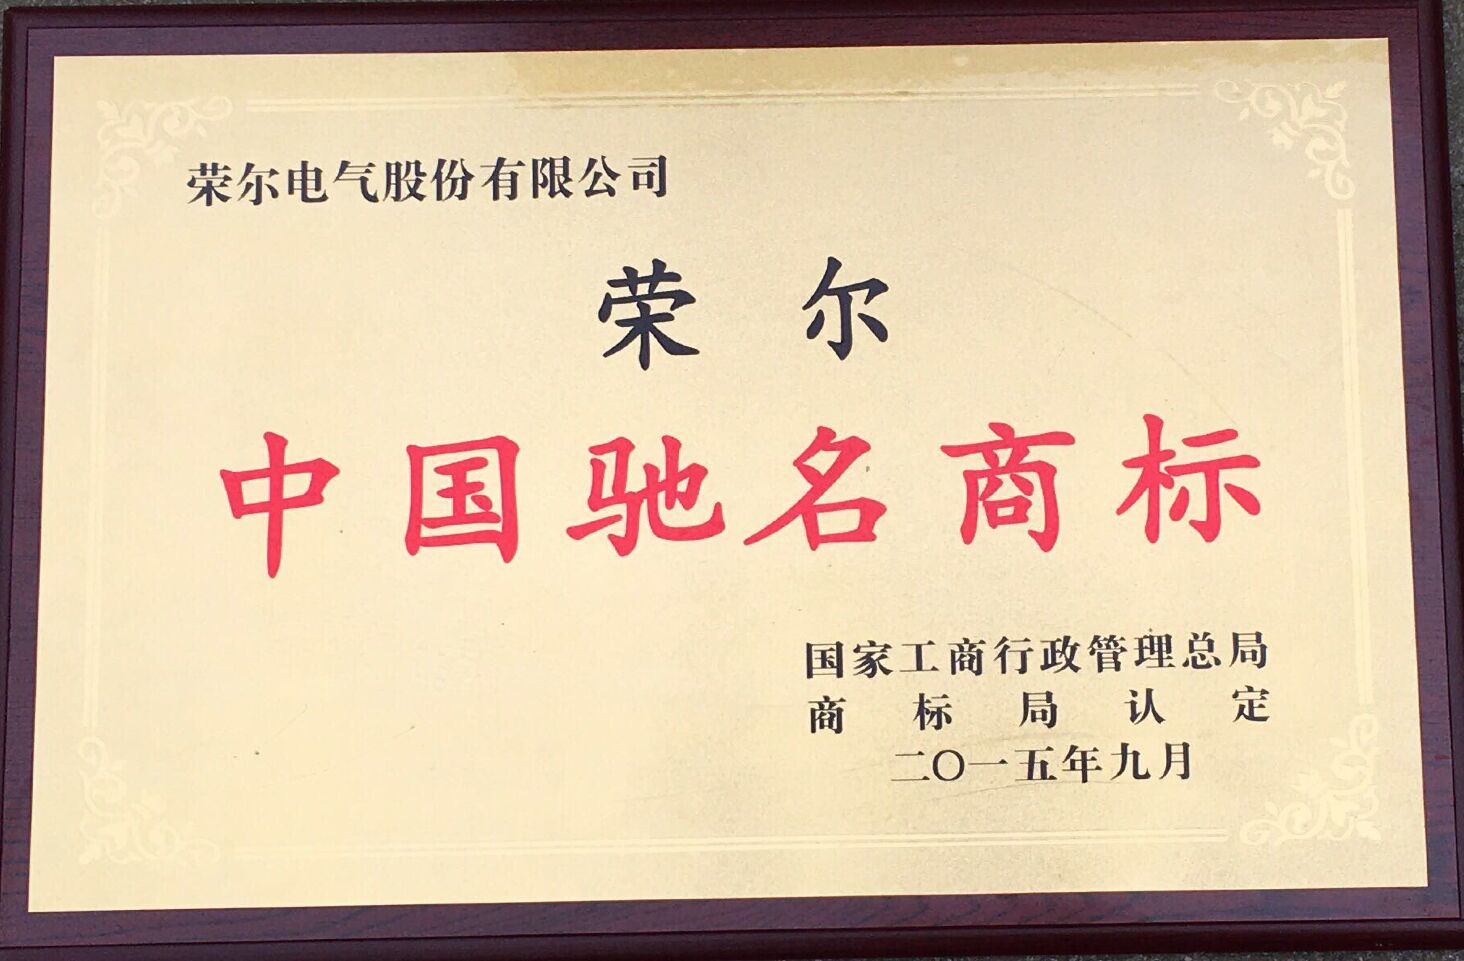 荣尔电气股份有限公司
荣尔
中国驰名商标
国家工商行政管理总局
商标局认定
二〇一五年九月